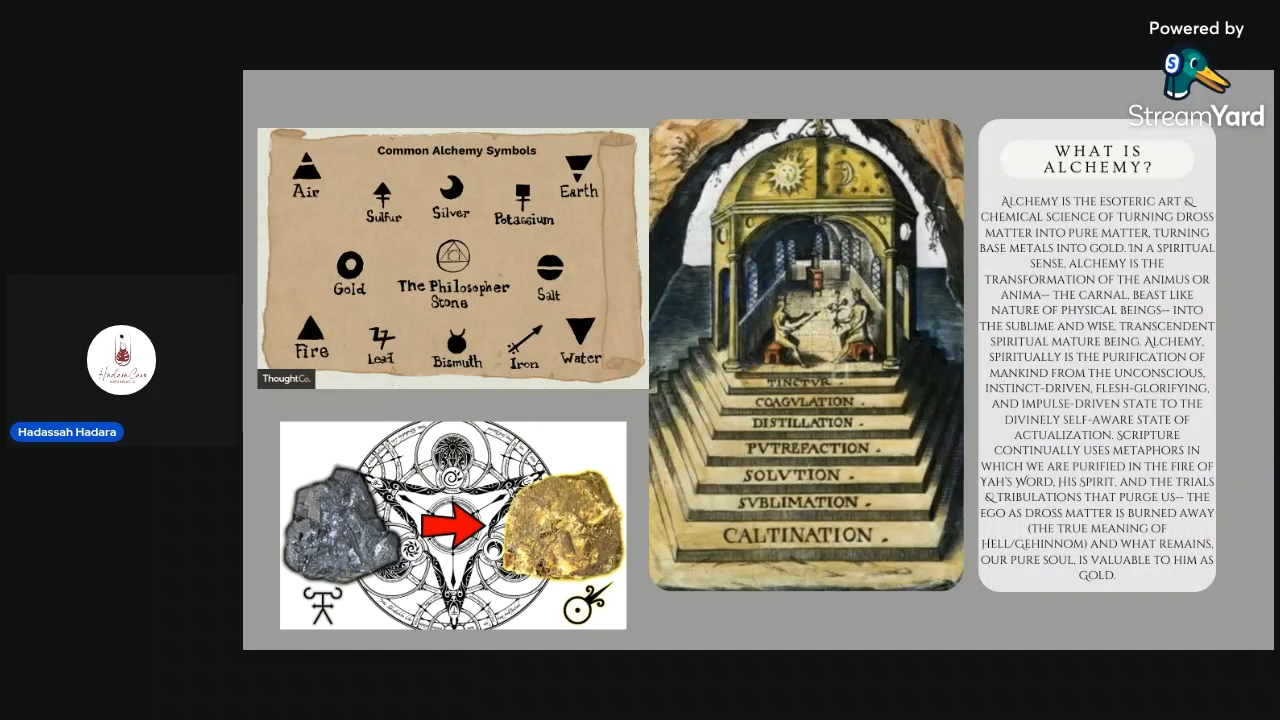 Powered by
StreamYard
Common Alchemy Symbols
Air
Sulfur
Silver
Potassium
Earth
Gold
The Philosopher
Stone
Salt
Fire
Lead
Bismuth
Iron
Water
ThoughtCo.
TINCTVR.
COAGVLATION.
DISTILLATION.
PVTREFACTION.
SOLVTION.
SVBLIMATION.
CALTINATION.
WHAT IS
ALCHEMY?
ALCHEMY IS THE ESOTERIC ART &
CHEMICAL SCIENCE OF TURNING DROSS
MATTER INTO PURE MATTER, TURNING
BASE METALS INTO GOLD. IN A SPIRITUAL
SENSE, ALCHEMY IS THE
TRANSFORMATION OF THE ANIMUS OR
ANIMA-- THE CARNAL, BEAST LIKE
NATURE OF PHYSICAL BEINGS-- INTO
THE SUBLIME AND WISE, TRANSCENDENT
SPIRITUAL MATURE BEING. ALCHEMY,
SPIRITUALLY IS THE PURIFICATION OF
MANKIND FROM THE UNCONSCIOUS,
INSTINCT-DRIVEN, FLESH-GLORIFYING,
AND IMPULSE-DRIVEN STATE TO THE
DIVINELY SELF-AWARE STATE OF
ACTUALIZATION. SCRIPTURE
CONTINUALLY USES METAPHORS IN
WHICH WE ARE PURIFIED IN THE FIRE OF
YAH'S WORD, HIS SPIRIT, AND THE TRIALS
& TRIBULATIONS THAT PURGE US-- THE
EGO AS DROSS MATTER IS BURNED AWAY
(THE TRUE MEANING OF
HELL/GEHINNOM) AND WHAT REMAINS,
OUR PURE SOUL, IS VALUABLE TO HIM AS
GOLD.
HadaraCare
Hadassah Hadara